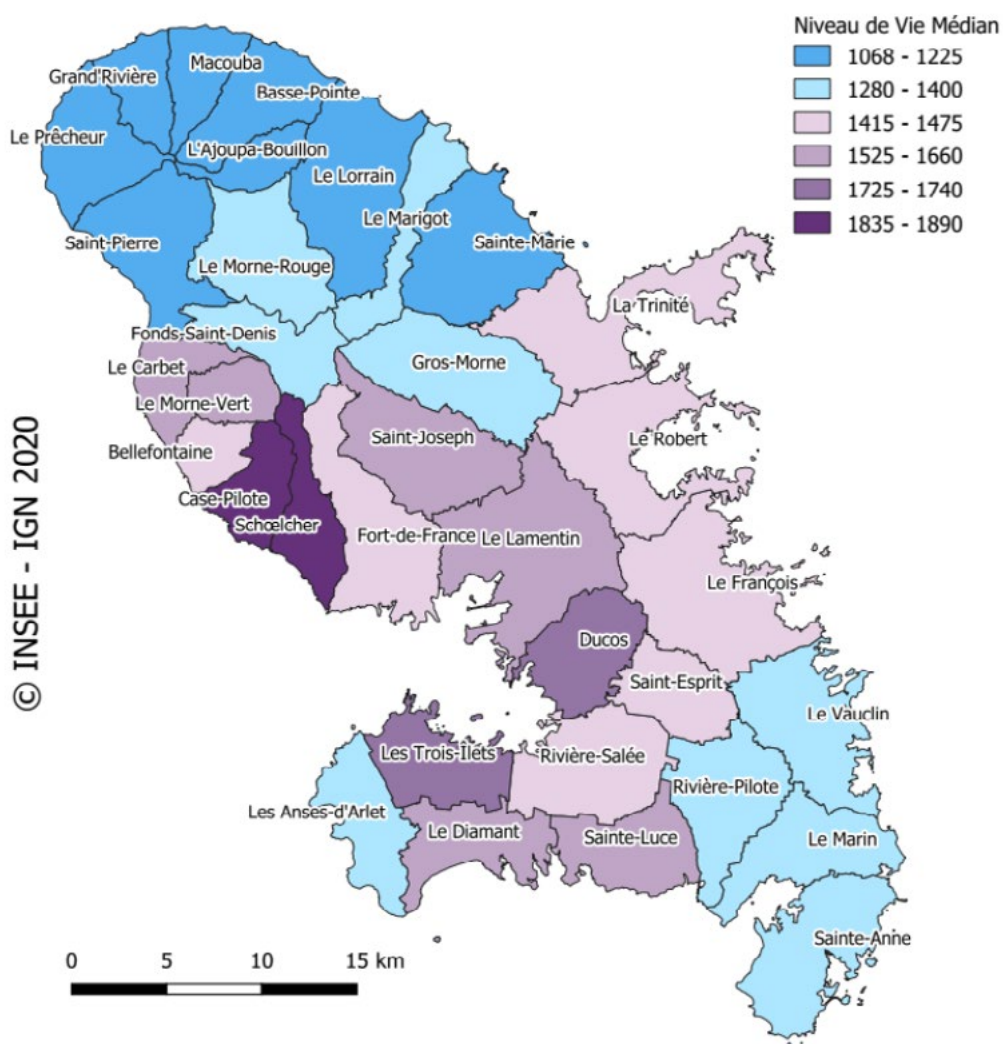 Niveau de Vie Médian
1068 - 1225
1280 - 1400
1415 - 1475
1525 - 1660
1725 - 1740
1835 - 1890
Macouba
Grand'Rivière
Basse-Pointe
Le Prêcheur
L'Ajoupa-Bouillon
Le Lorrain
Le Marigot
Saint-Pierre
Sainte-Marie
Le Morne-Rouge
La Trinité
Fonds-Saint-Denis
Gros-Morne
Le Carbet
Le Morne-Vert
Saint-Joseph
Le Robert
Bellefontaine
Case-Pilote
Schœlcher
Fort-de-France
Le Lamentin
Le François
Ducos
Saint-Esprit
Le Vauclin
Les Trois-Îlets
Rivière-Salée
Rivière-Pilote
Les Anses-d'Arlet
Le Diamant
Sainte-Luce
Le Marin
Sainte-Anne
0 5 10 15 km
© INSEE - IGN 2020